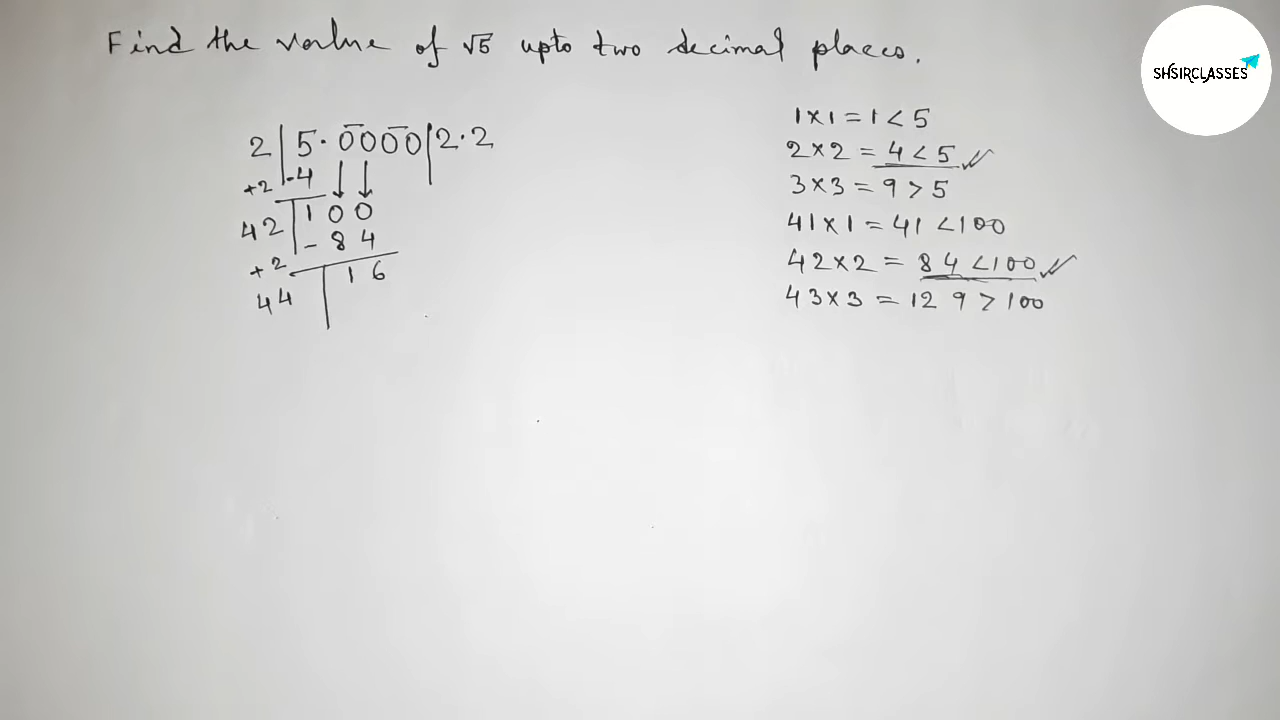 Find the value of √5 upto two decimal places.
SHSIRCLASSES
2 | 5.0000 | 2.2
+2 | -4
42 | 100
- 84
+2
16
44
1×1=1<5
2×2=4<5 ✓
3×3=9>5
41×1=41<100
42×2=84<100 ✓
43×3=129>100